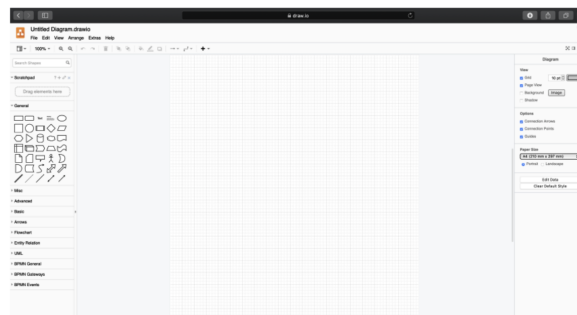 draw.io
Untitled Diagram.drawio
File Edit View Arrange Extras Help
100%
Search Shapes
Scratchpad
Drag elements here
General
Misc
Advanced
Basic
Arrows
Flowchart
Entity Relation
UML
BPMN General
BPMN Gateways
BPMN Events
Diagram
View
Grid 10 pt
Page View
Background Image
Shadow
Options
Connection Arrows
Connection Points
Guides
Paper Size
A4 (210 mm x 297 mm)
Portrait Landscape
Edit Data
Clear Default Style